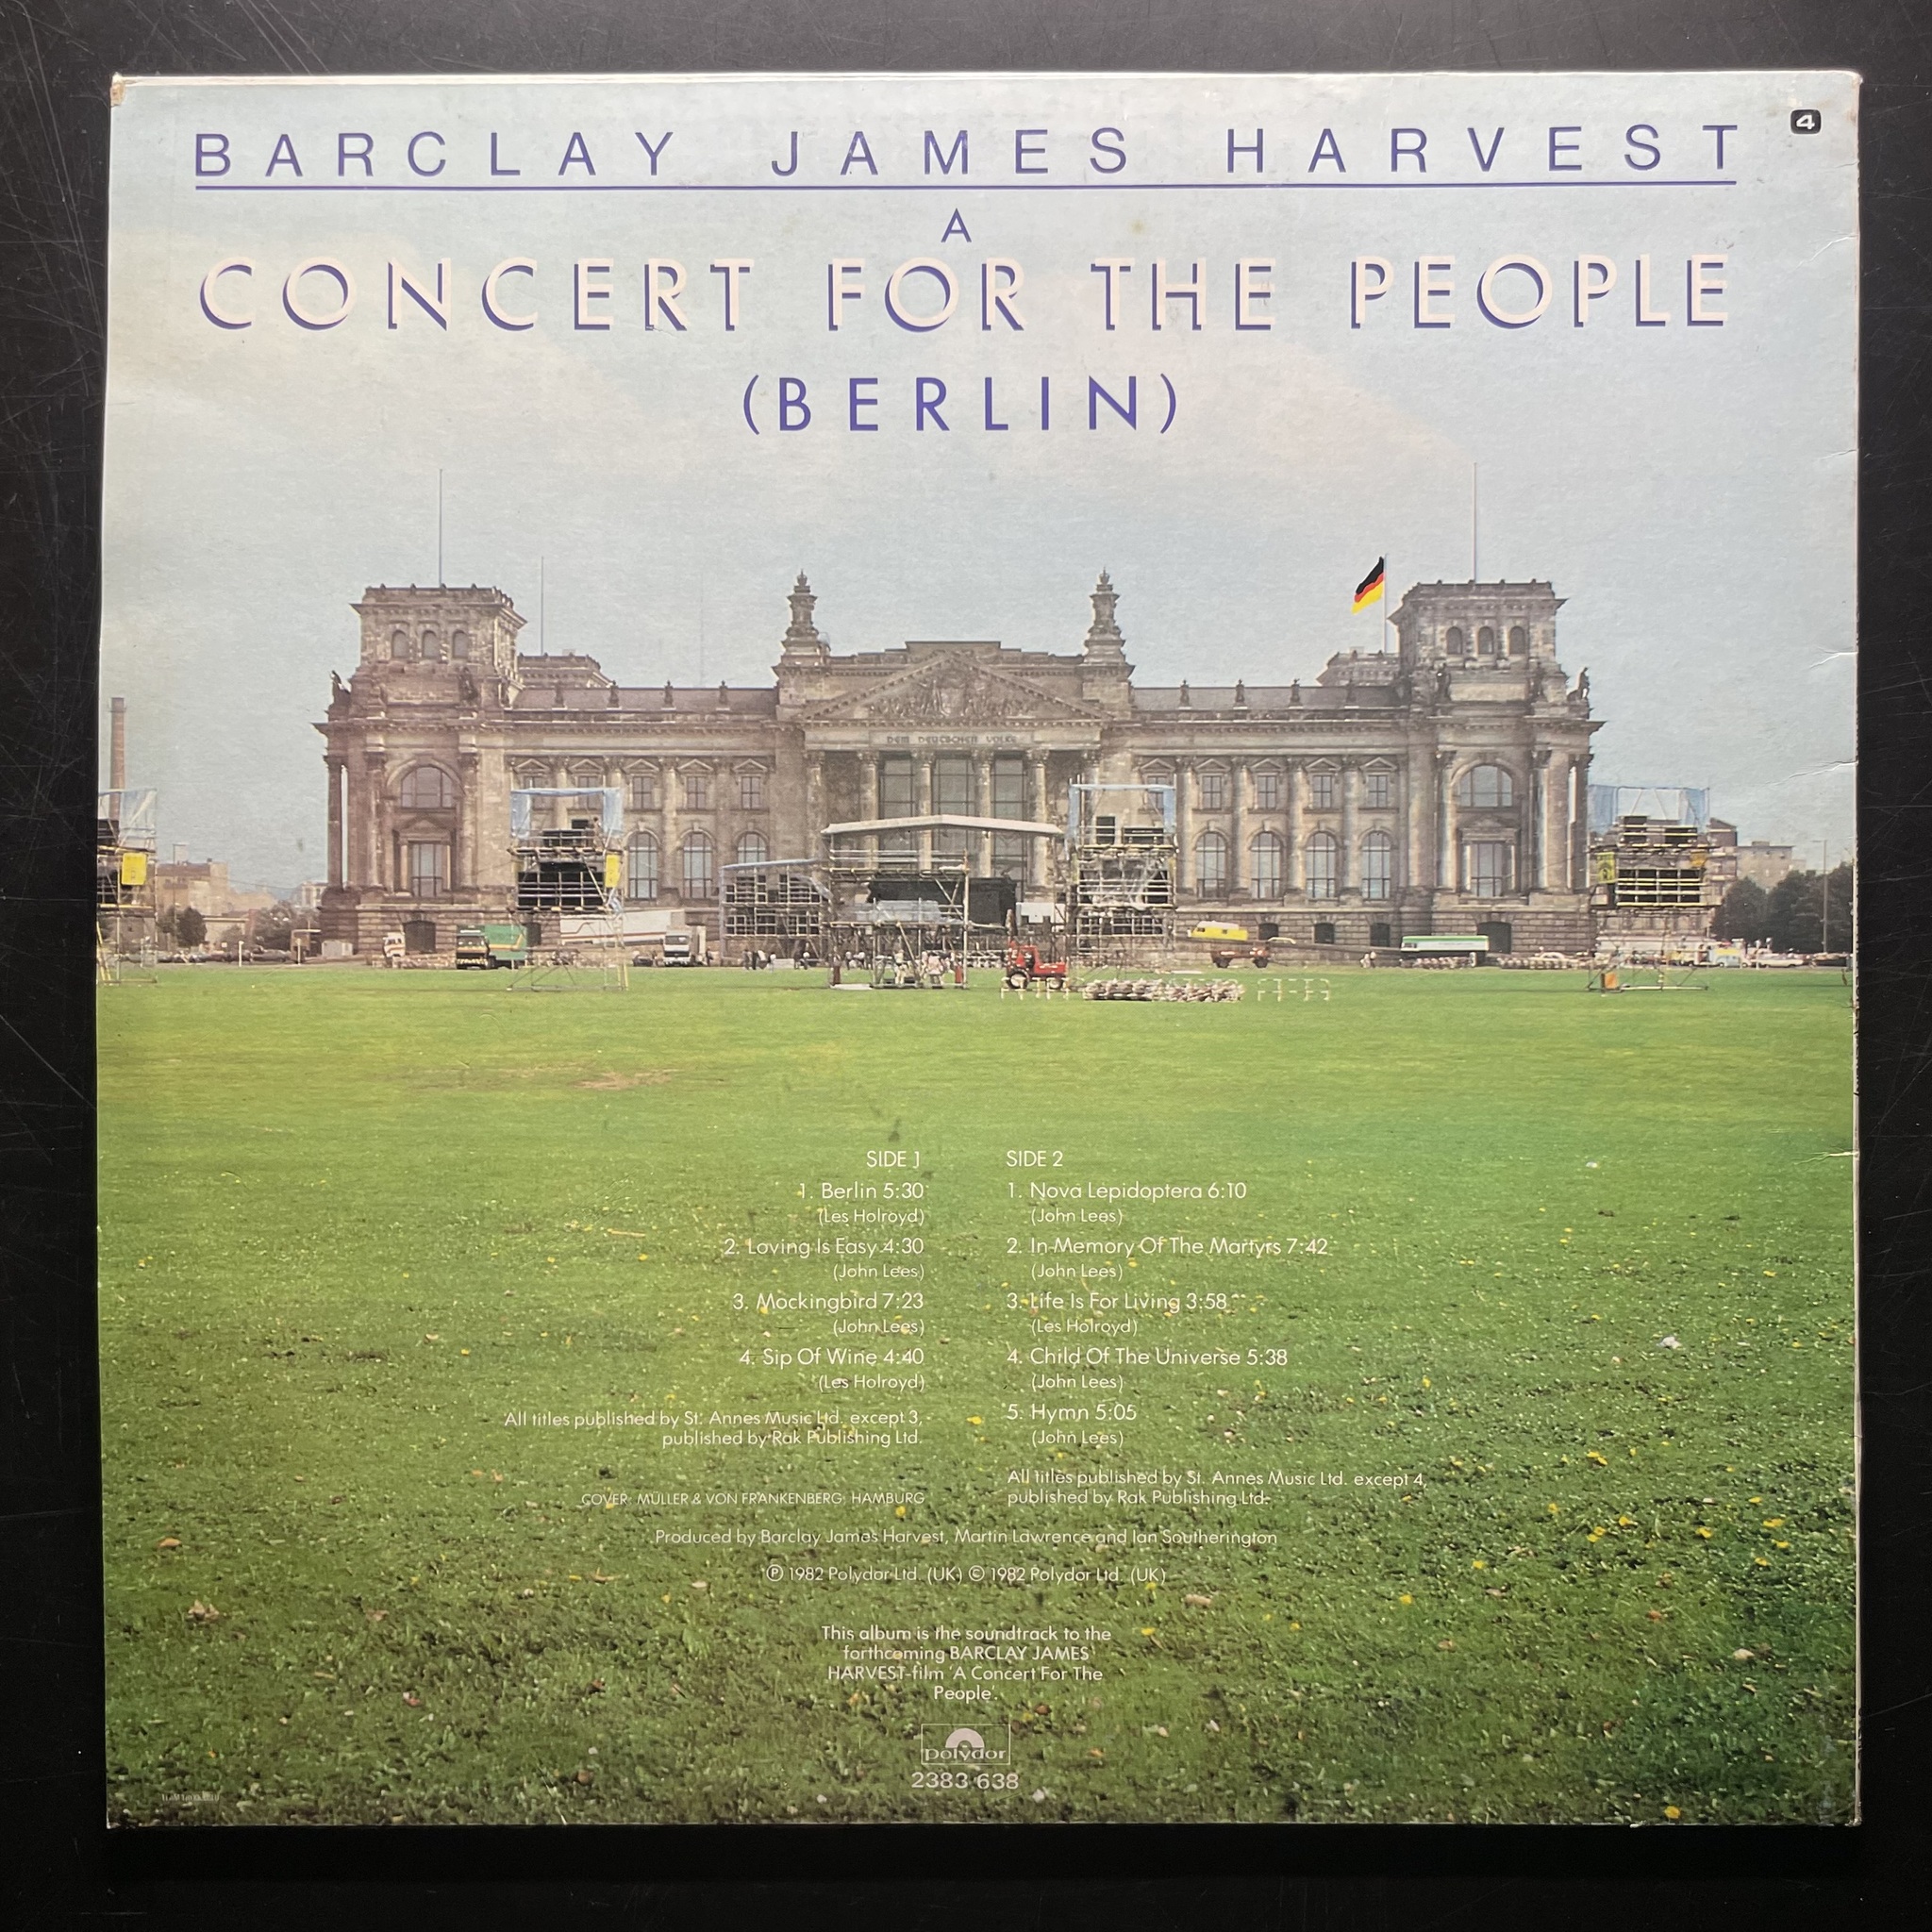 BARCLAY JAMES HARVEST
4
A
CONCERT FOR THE PEOPLE
(BERLIN)
DEM DEUTSCHEN VOLKE
SIDE 1
1. Berlin 5:30
(Les Holroyd)
2. Loving Is Easy 4:30
(John Lees)
3. Mockingbird 7:23
(John Lees)
4. Sip Of Wine 4:40
(Les Holroyd)
All titles published by St. Annes Music Ltd. except 3,
published by Rak Publishing Ltd.
COVER: MÜLLER & VON FRANKENBERG, HAMBURG
SIDE 2
1. Nova Lepidoptera 6:10
(John Lees)
2. In Memory Of The Martyrs 7:42
(John Lees)
3. Life Is For Living 3:58
(Les Holroyd)
4. Child Of The Universe 5:38
(John Lees)
5. Hymn 5:05
(John Lees)
All titles published by St. Annes Music Ltd. except 4,
published by Rak Publishing Ltd.
Produced by Barclay James Harvest, Martin Lawrence and Ian Southerington
℗ 1982 Polydor Ltd. (UK) © 1982 Polydor Ltd. (UK)
This album is the soundtrack to the
forthcoming BARCLAY JAMES
HARVEST-film 'A Concert For The
People'.
polydor
2383 638